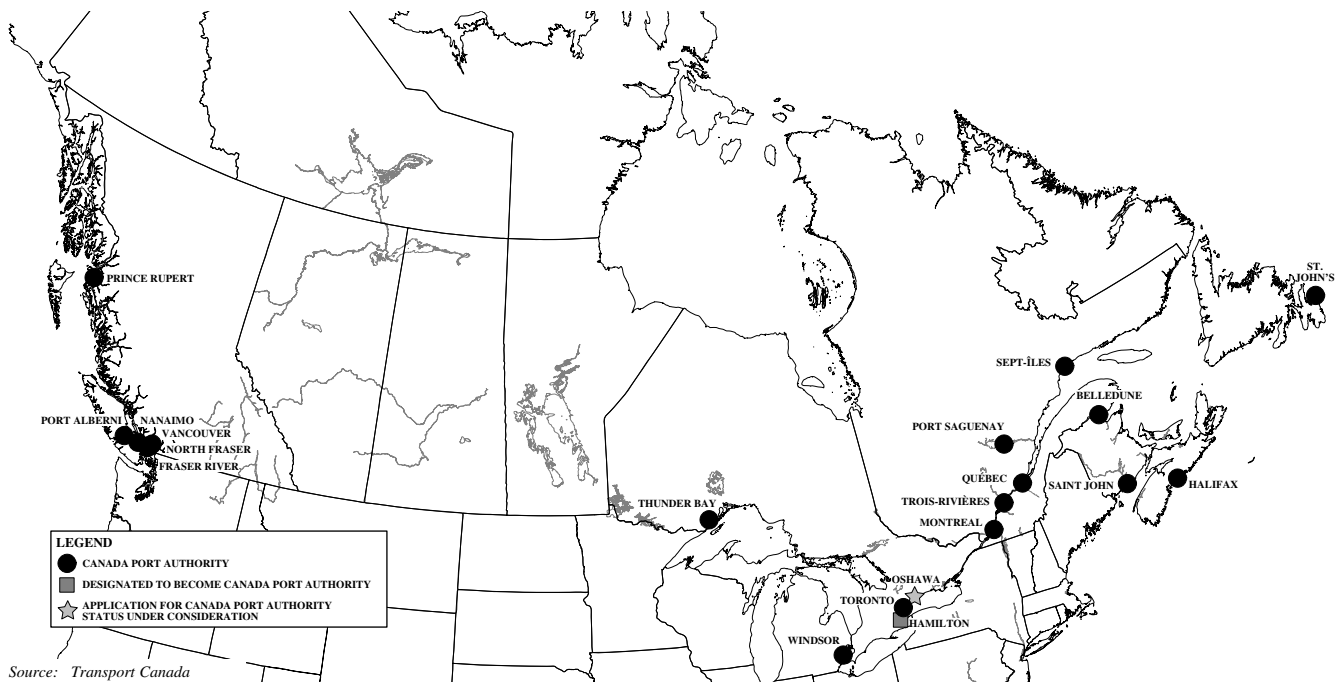 ST.
JOHN'S
PRINCE RUPERT
SEPT-ÎLES
BELLEDUNE
PORT ALBERNI
NANAIMO
VANCOUVER
NORTH FRASER
FRASER RIVER
PORT SAGUENAY
QUÉBEC
SAINT JOHN
HALIFAX
TROIS-RIVIÈRES
THUNDER BAY
MONTREAL
OSHAWA
TORONTO
HAMILTON
WINDSOR
LEGEND
CANADA PORT AUTHORITY
DESIGNATED TO BECOME CANADA PORT AUTHORITY
APPLICATION FOR CANADA PORT AUTHORITY
STATUS UNDER CONSIDERATION
Source: Transport Canada